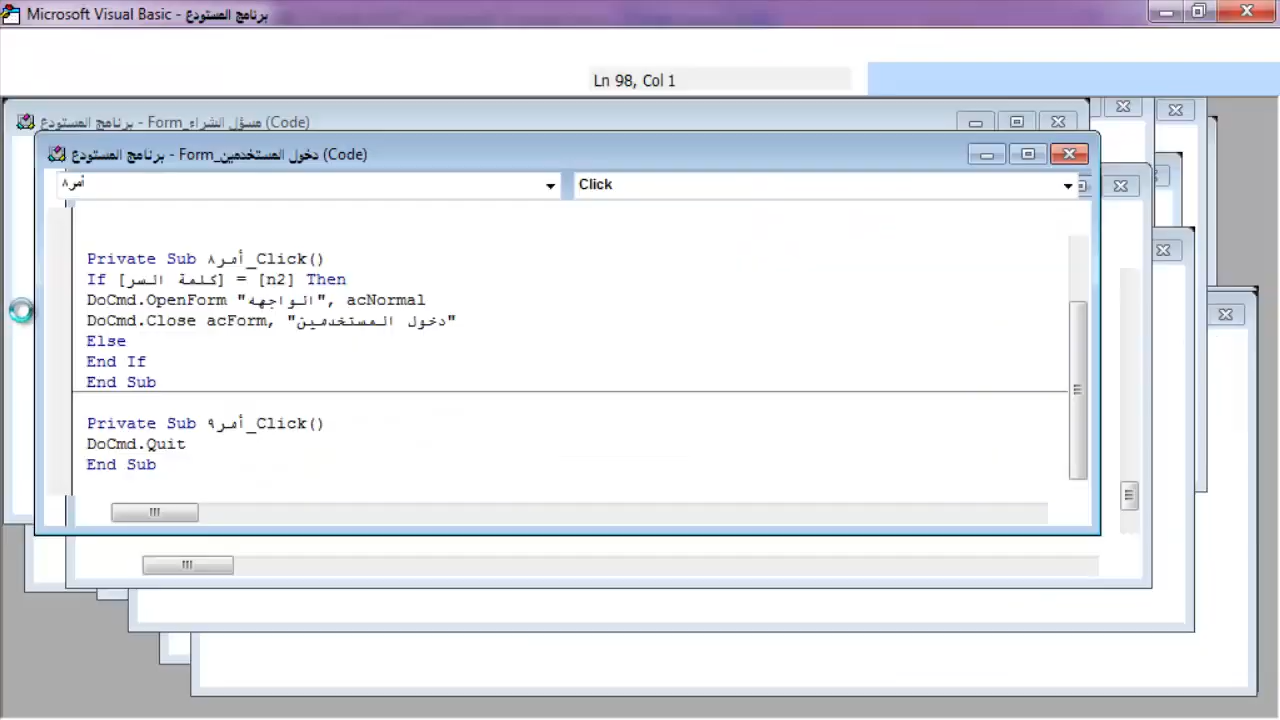 Microsoft Visual Basic - برنامج المستودع
Ln 98, Col 1
برنامج المستودع - Form_مسؤل الشراء (Code)
برنامج المستودع - Form_دخول المستخدمين (Code)
أمر٨
Click
Private Sub أمر٨_Click()
If [كلمة السر] = [n2] Then
DoCmd.OpenForm "الواجهه", acNormal
DoCmd.Close acForm, "دخول المستخدمين"
Else
End If
End Sub
Private Sub أمر٩_Click()
DoCmd.Quit
End Sub